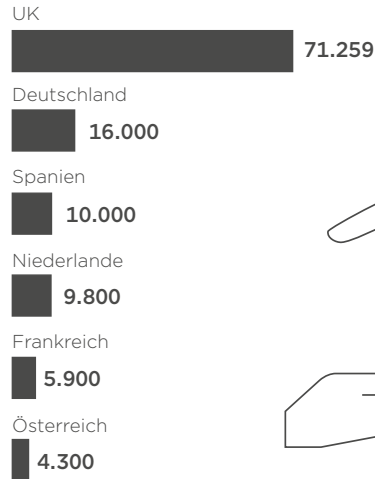 UK
71.259
Deutschland
16.000
Spanien
10.000
Niederlande
9.800
Frankreich
5.900
Österreich
4.300